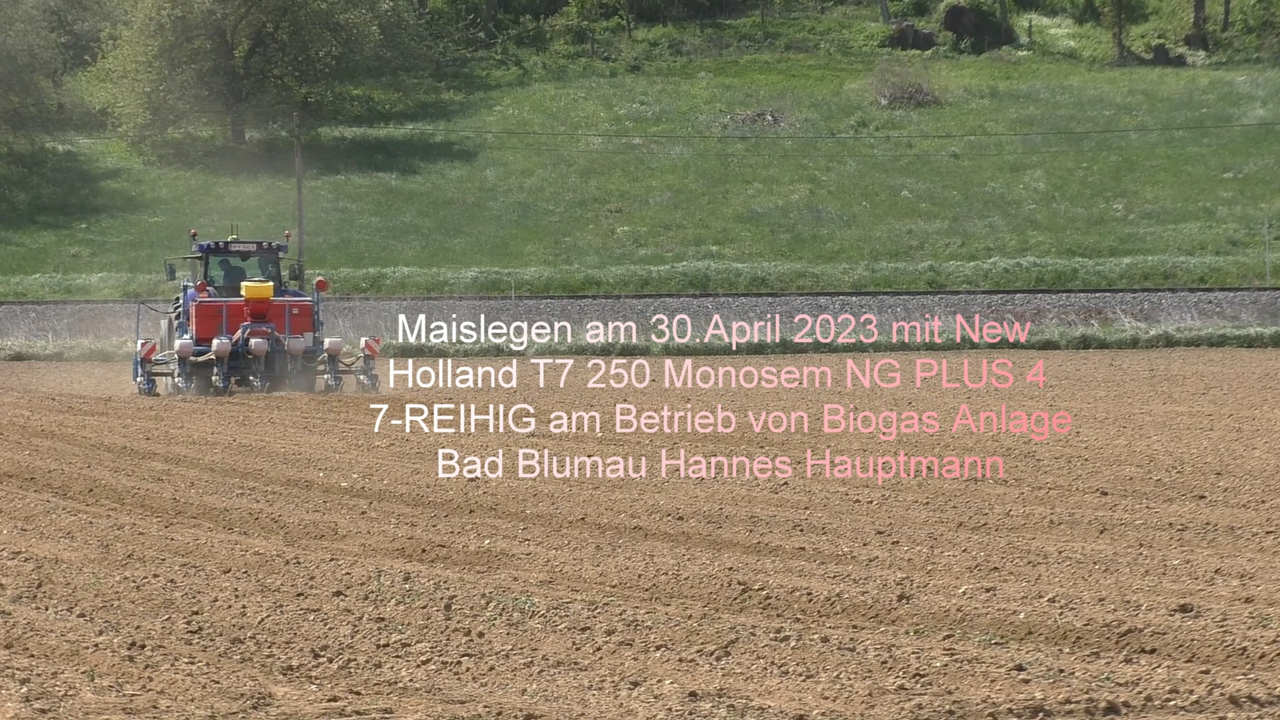 Maislegen am 30.April 2023 mit New
Holland T7 250 Monosem NG PLUS 4
7-REIHIG am Betrieb von Biogas Anlage
Bad Blumau Hannes Hauptmann